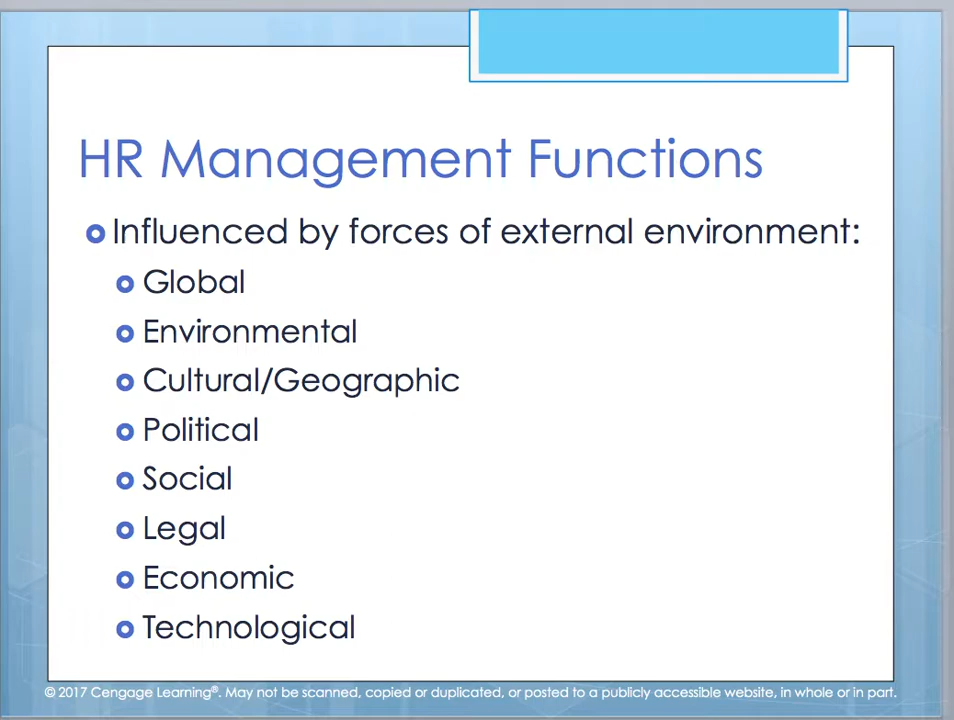 HR Management Functions
Influenced by forces of external environment:
Global
Environmental
Cultural/Geographic
Political
Social
Legal
Economic
Technological
© 2017 Cengage Learning®. May not be scanned, copied or duplicated, or posted to a publicly accessible website, in whole or in part.